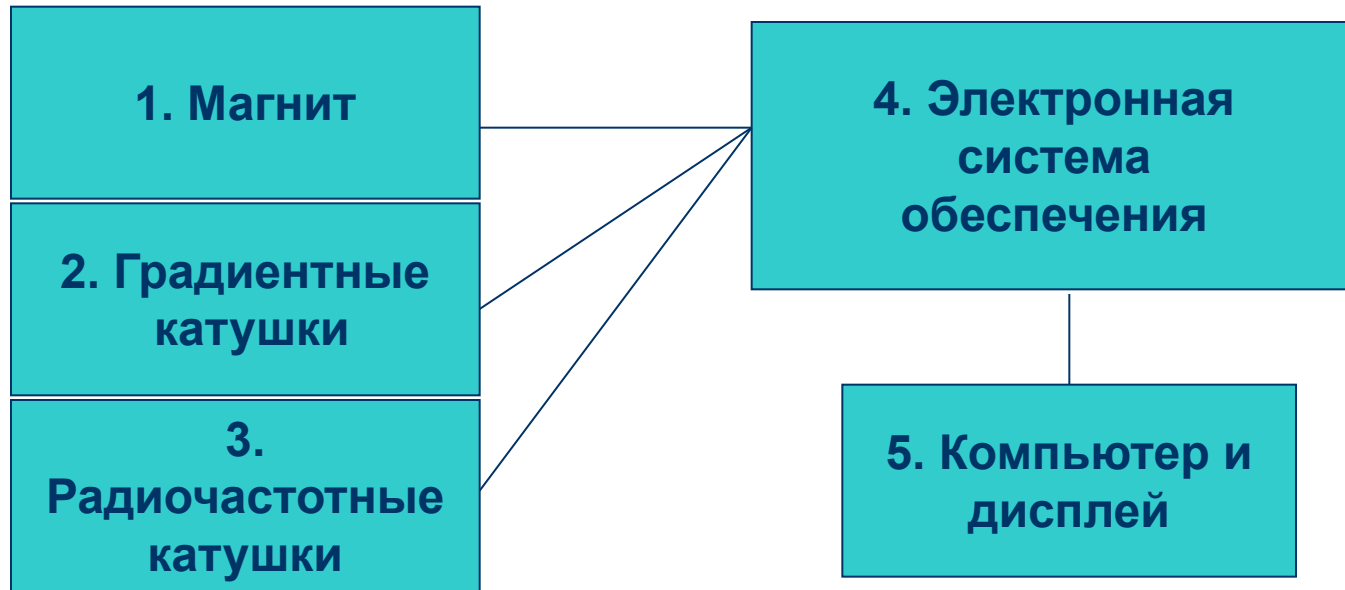 1. Магнит
2. Градиентные
катушки
3.
Радиочастотные
катушки
4. Электронная
система
обеспечения
5. Компьютер и
дисплей